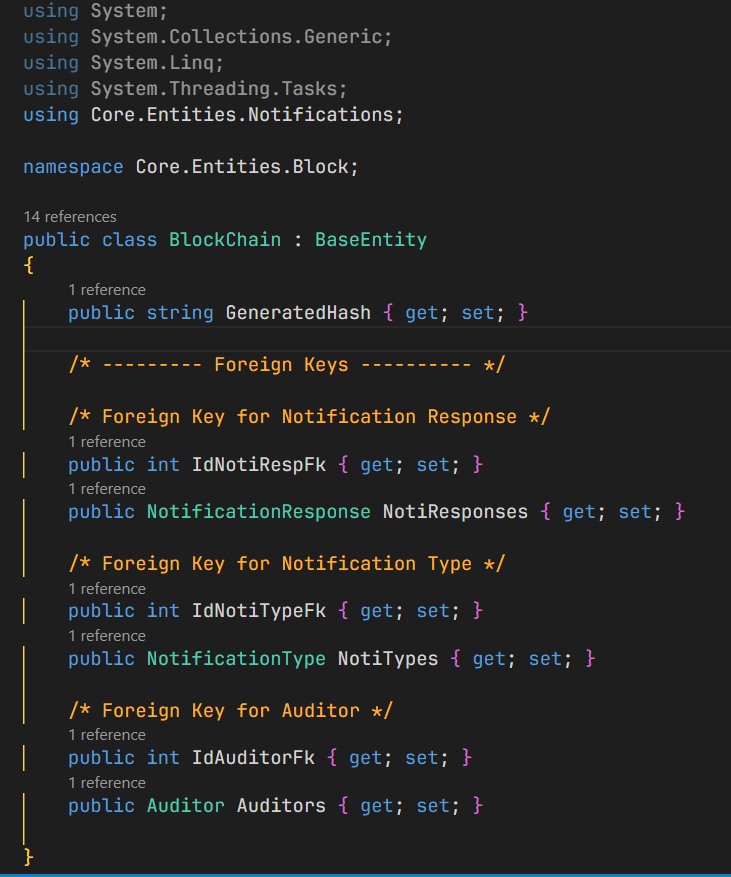 using System;
using System.Collections.Generic;
using System.Linq;
using System.Threading.Tasks;
using Core.Entities.Notifications;
namespace Core.Entities.Block;
14 references
public class BlockChain : BaseEntity
{
1 reference
public string GeneratedHash { get; set; }
/* --------- Foreign Keys ---------- */
/* Foreign Key for Notification Response */
1 reference
public int IdNotiRespFk { get; set; }
1 reference
public NotificationResponse NotiResponses { get; set; }
/* Foreign Key for Notification Type */
1 reference
public int IdNotiTypeFk { get; set; }
1 reference
public NotificationType NotiTypes { get; set; }
/* Foreign Key for Auditor */
1 reference
public int IdAuditorFk { get; set; }
1 reference
public Auditor Auditors { get; set; }
}